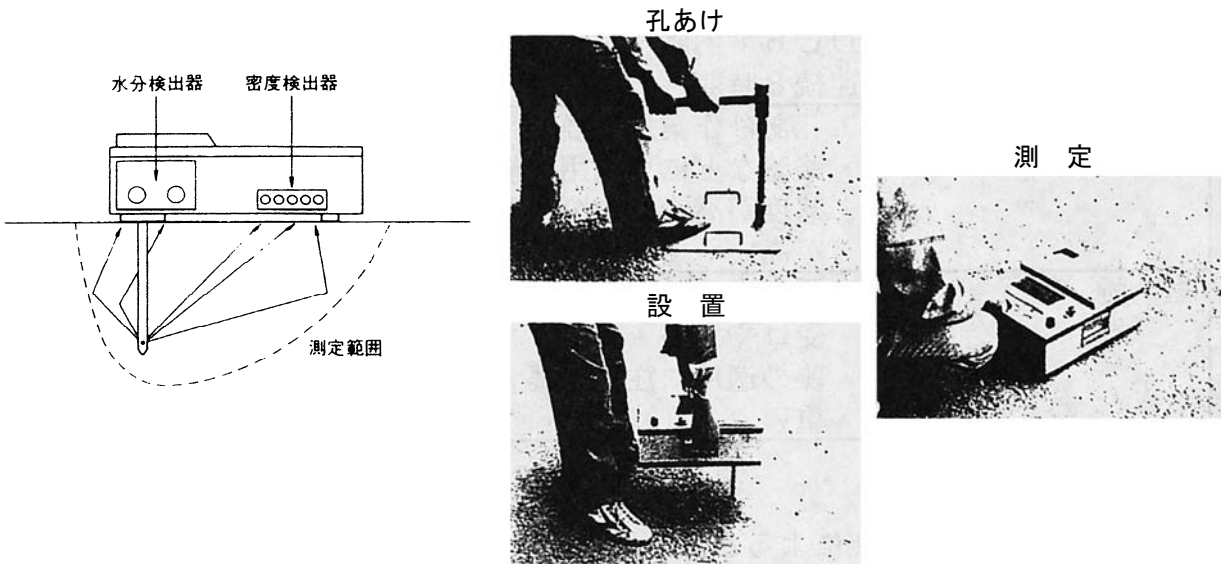 水分検出器
密度検出器
測定範囲
孔あけ
設 置
測 定